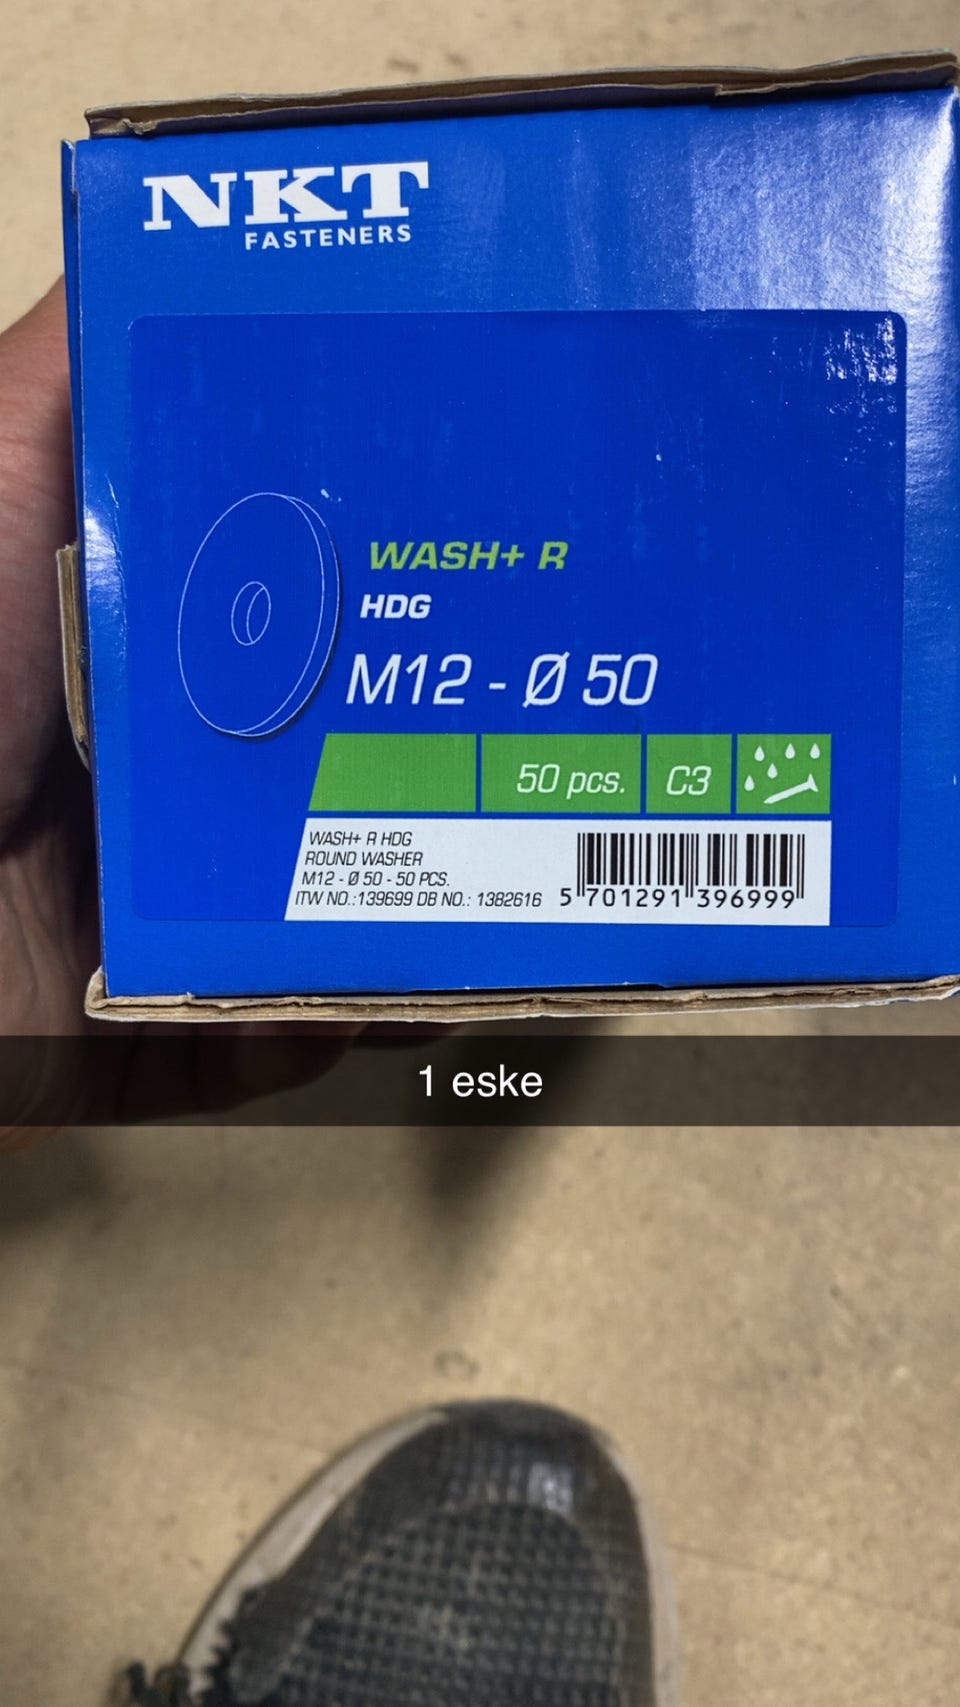 NKT
FASTENERS
WASH+ R
HDG
M12 - Ø 50
50 pcs.
C3
WASH+ R HDG
ROUND WASHER
M12 - Ø 50 - 50 PCS.
ITW NO.:139699 DB NO.: 1382616
5 701291 396999
1 eske